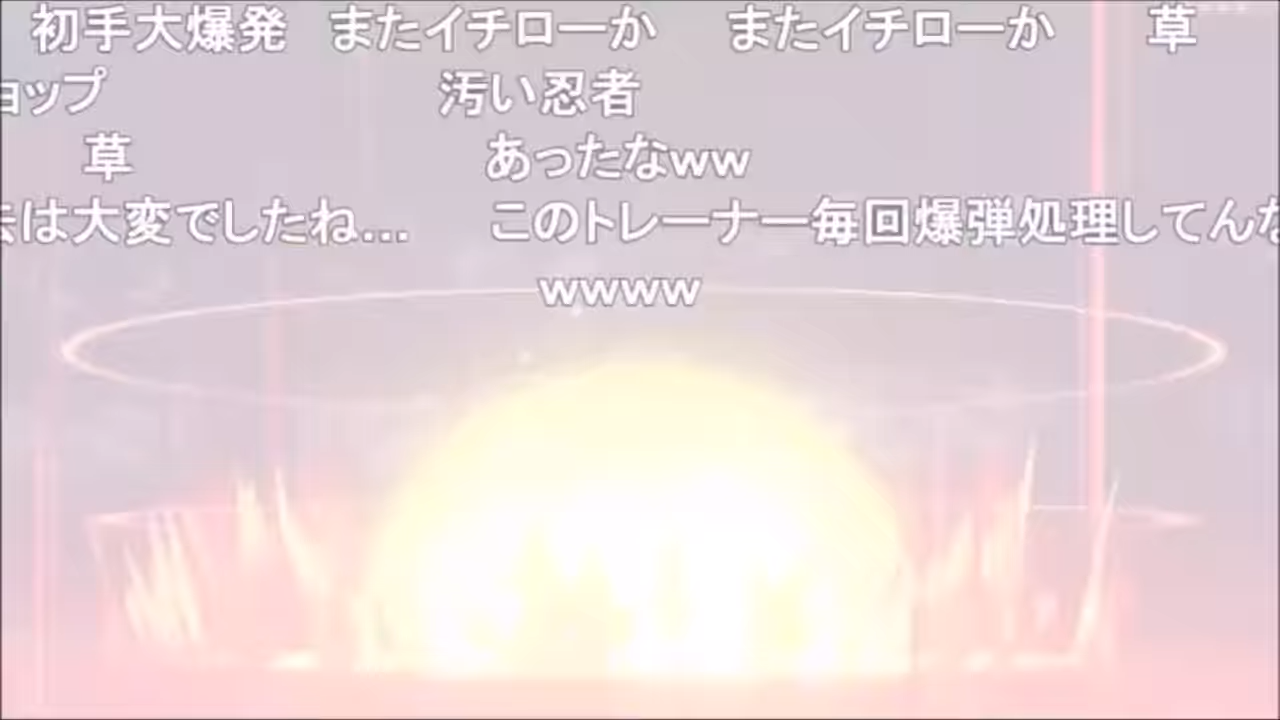 初手大爆発 またイチローか またイチローか 草
ョップ 汚い忍者
草 あったなww
は大変でしたね... このトレーナー毎回爆弾処理してんな
wwww